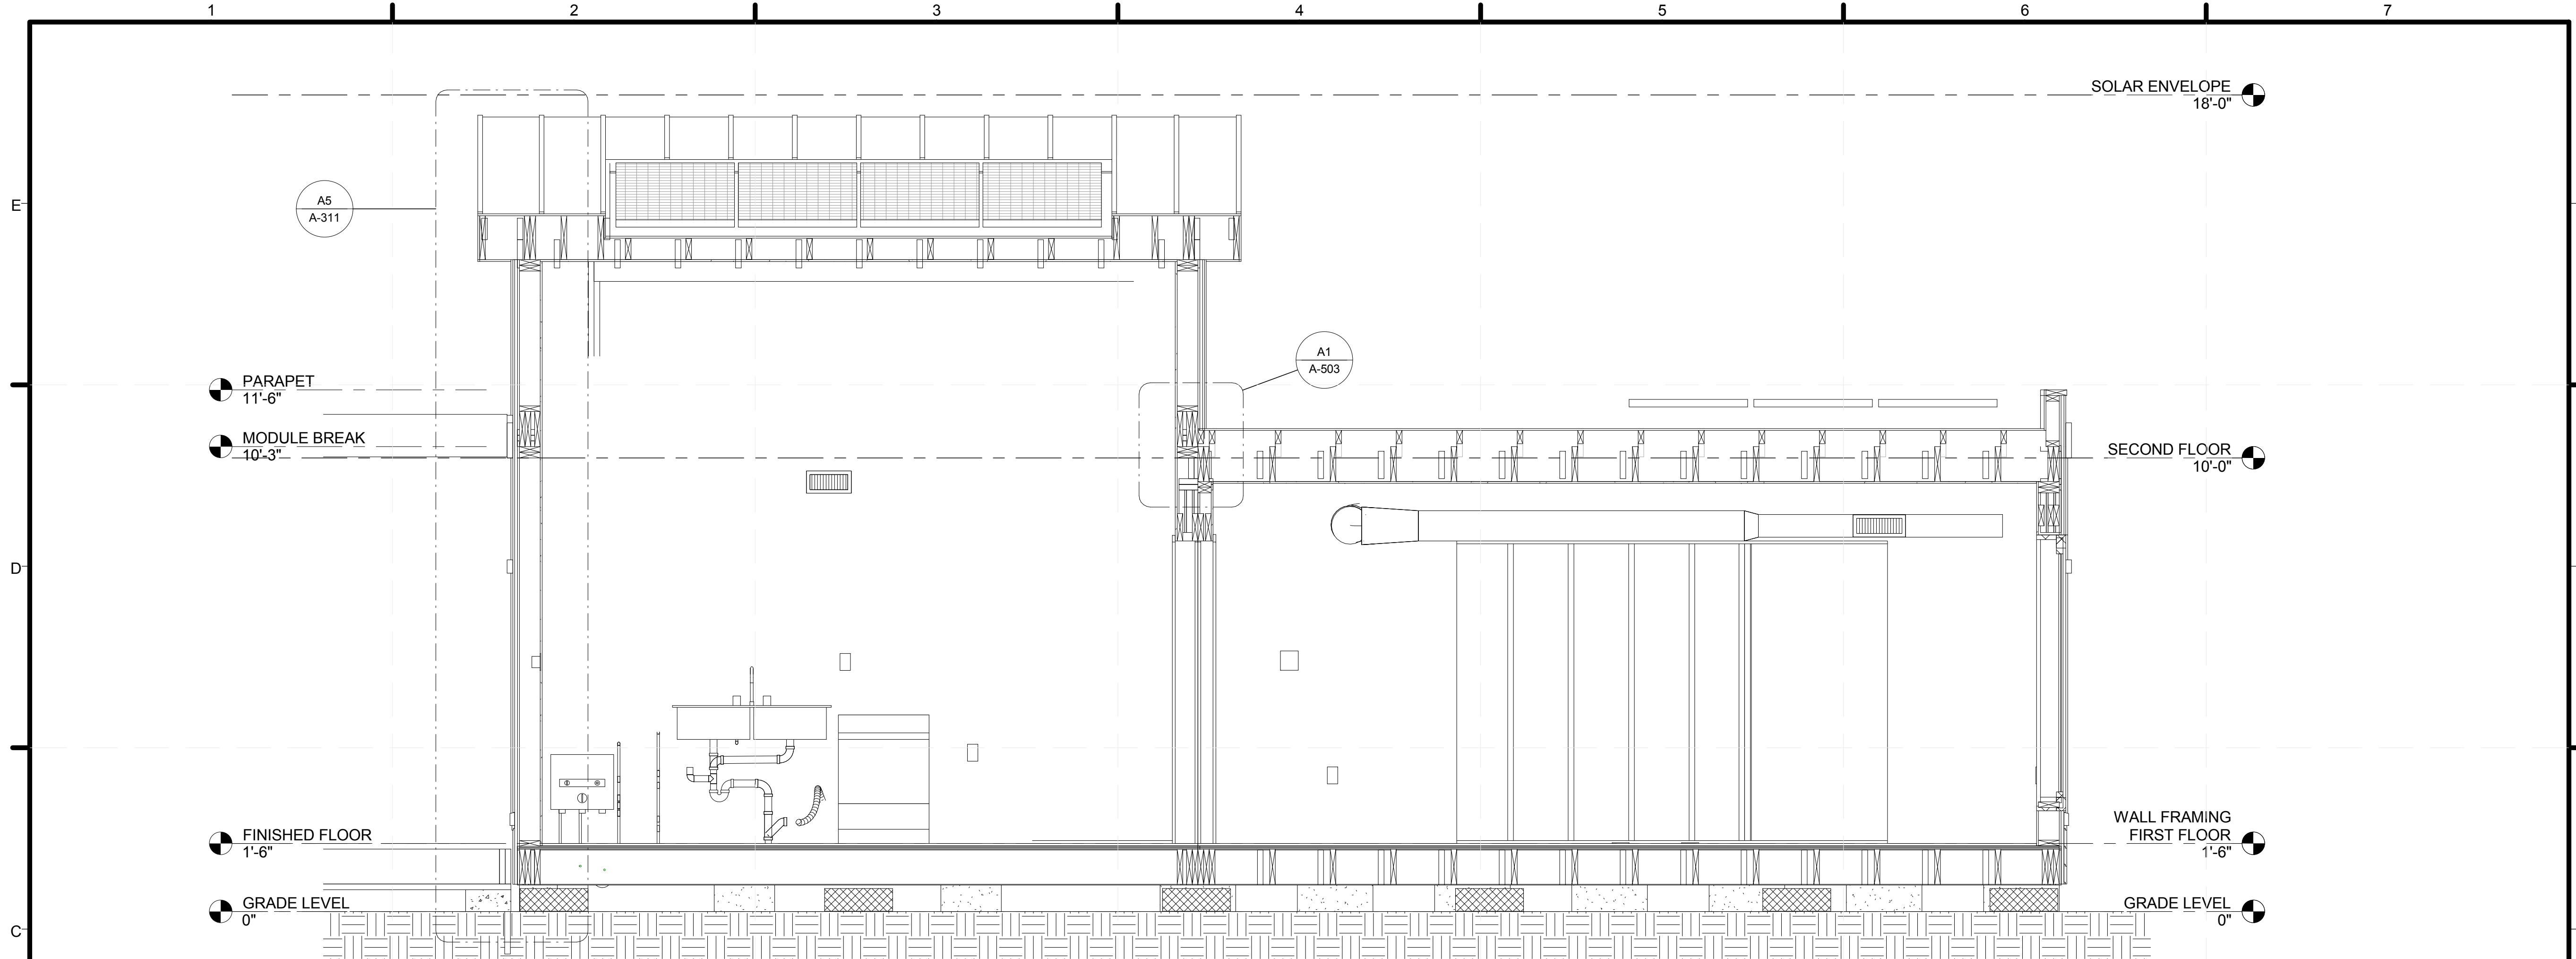 1 2 3 4 5 6 7
SOLAR ENVELOPE
18'-0"
E
A5
A-311
A1
A-503
PARAPET
11'-6"
MODULE BREAK
10'-3"
SECOND FLOOR
10'-0"
D
WALL FRAMING
FINISHED FLOOR
1'-6"
FIRST FLOOR
1'-6"
GRADE LEVEL
0"
GRADE LEVEL
0"
C